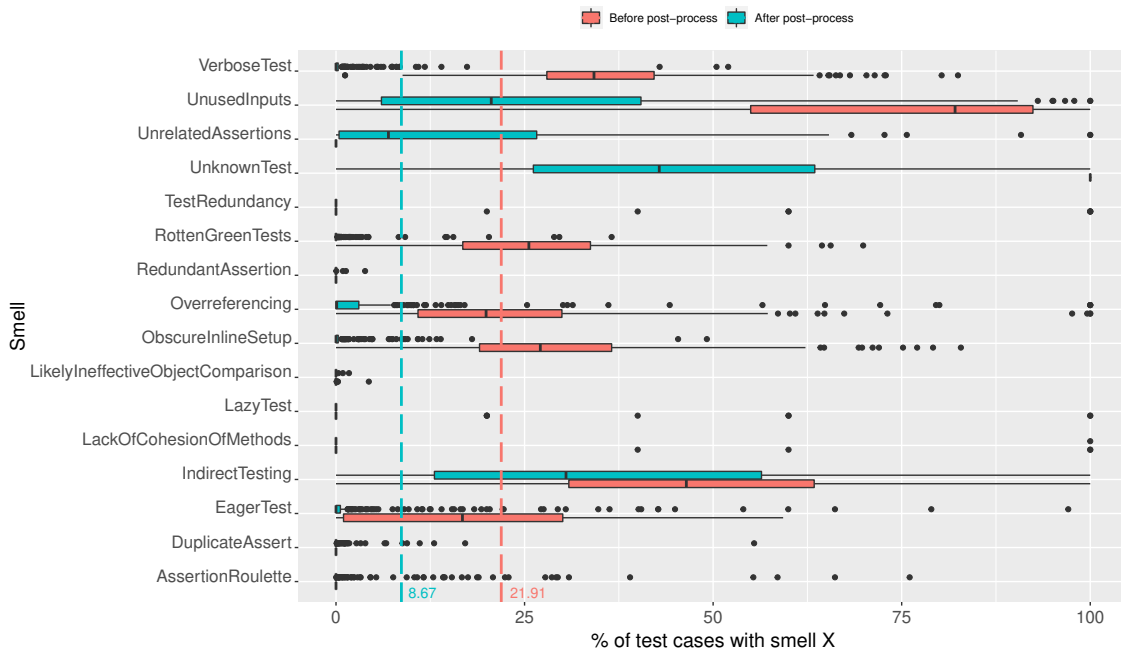 Before post−process After post−process
VerboseTest
UnusedInputs
UnrelatedAssertions
UnknownTest
TestRedundancy
RottenGreenTests
RedundantAssertion
Overreferencing
ObscureInlineSetup
LikelyIneffectiveObjectComparison
LazyTest
LackOfCohesionOfMethods
IndirectTesting
EagerTest
DuplicateAssert
AssertionRoulette
Smell
8.67 21.91
0 25 50 75 100
% of test cases with smell X